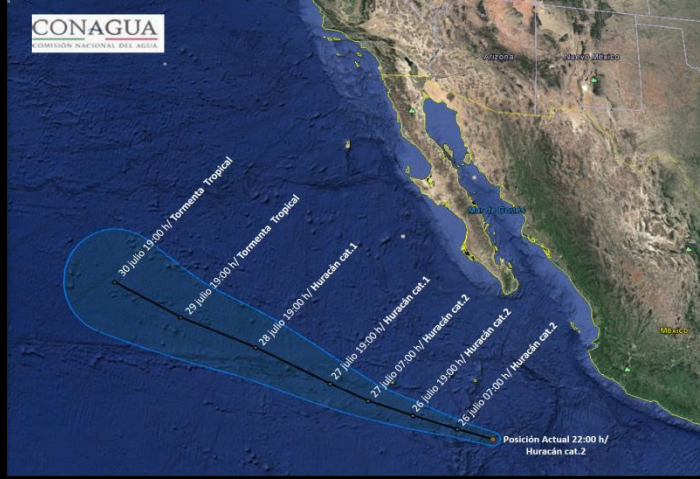 CONAGUA
COMISIÓN NACIONAL DEL AGUA
Arizona
Nuevo México
Mar de Cortés
México
30 julio 19:00 h/ Tormenta Tropical
29 julio 19:00 h/ Tormenta Tropical
28 julio 19:00 h/ Huracán cat.1
27 julio 19:00 h/ Huracán cat.1
27 julio 07:00 h/ Huracán cat.2
26 julio 19:00 h/ Huracán cat.2
26 julio 07:00 h/ Huracán cat.2
Posición Actual 22:00 h/
Huracán cat.2